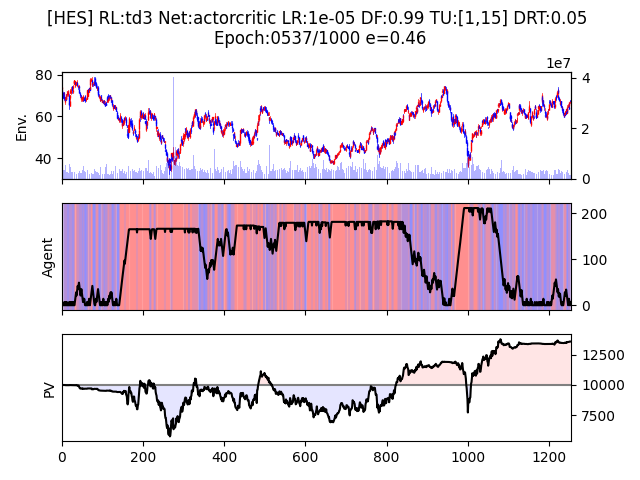 [HES] RL:td3 Net:actorcritic LR:1e-05 DF:0.99 TU:[1,15] DRT:0.05
Epoch:0537/1000 e=0.46
1e7
80
60
40
Env.
4
2
0
Agent
200
100
0
PV
12500
10000
7500
0 200 400 600 800 1000 1200